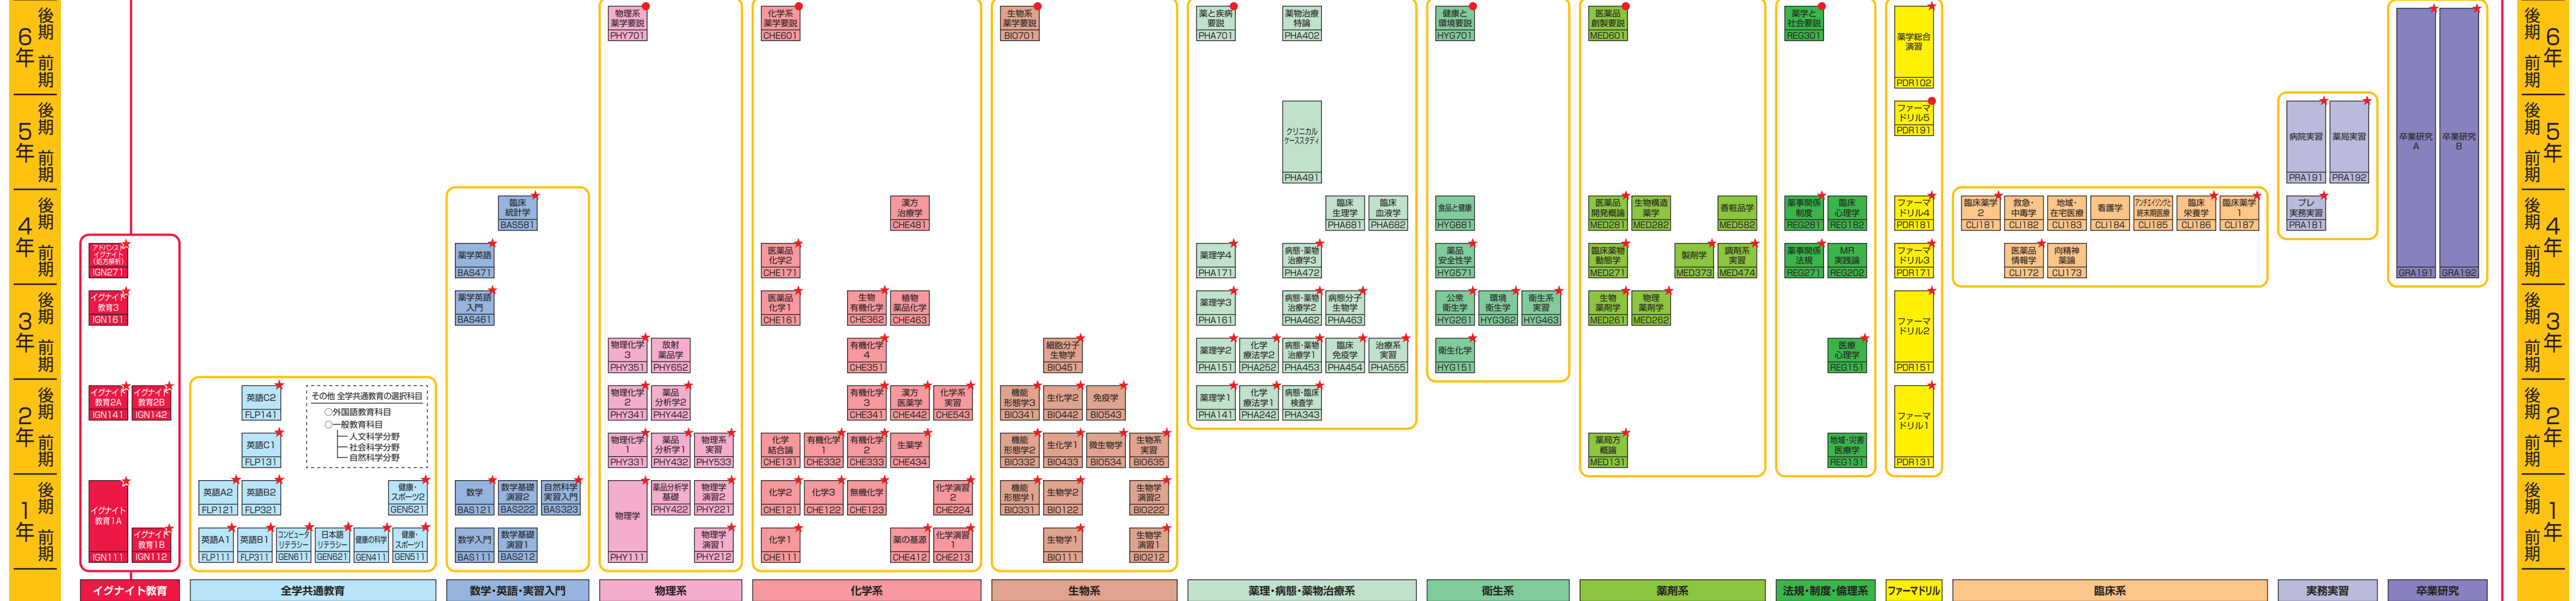 後期
6年
前期
後期
5年
前期
後期
4年
前期
後期
3年
前期
後期
2年
前期
後期
1年
前期
アドバンスト
イグナイト
(処方解析)
IGN271
イグナイト
教育3
IGN161
イグナイト
教育2A
IGN141
イグナイト
教育2B
IGN142
イグナイト
教育1A
IGN111
イグナイト
教育1B
IGN112
イグナイト教育
英語C2
FLP141
その他 全学共通教育の選択科目
○外国語教育科目
○一般教育科目
人文科学分野
社会科学分野
自然科学分野
英語C1
FLP131
英語A2
FLP121
英語B2
FLP321
健康・
スポーツ2
GEN521
英語A1
FLP111
英語B1
FLP311
コンピュータ
リテラシー
GEN611
日本語
リテラシー
GEN621
健康の科学
GEN411
健康・
スポーツ1
GEN511
全学共通教育
臨床
統計学
BAS581
薬学英語
BAS471
薬学英語
入門
BAS461
数学
BAS121
数学基礎
演習2
BAS222
自然科学
実習入門
BAS323
数学入門
BAS111
数学基礎
演習1
BAS212
数学・英語・実習入門
物理系
薬学要説
PHY701
物理化学
3
PHY351
放射
薬品学
PHY652
物理化学
2
PHY341
薬品
分析学2
PHY442
物理化学
1
PHY331
薬品
分析学1
PHY432
物理系
実習
PHY533
物理学
PHY111
薬品分析学
基礎
PHY422
物理学
演習2
PHY221
物理学
演習1
PHY212
物理系
化学系
薬学要説
CHE601
漢方
治療学
CHE481
医薬品
化学2
CHE171
医薬品
化学1
CHE161
生物
有機化学
CHE362
植物
薬品化学
CHE463
有機化学
4
CHE351
有機化学
3
CHE341
漢方
医薬学
CHE442
化学系
実習
CHE543
化学
結合論
CHE131
有機化学
1
CHE332
有機化学
2
CHE333
生薬学
CHE434
化学2
CHE121
化学3
CHE122
無機化学
CHE123
化学演習
2
CHE224
化学1
CHE111
薬の基源
CHE412
化学演習
1
CHE213
化学系
生物系
薬学要説
BIO701
細胞分子
生物学
BIO451
機能
形態学3
BIO341
生化学2
BIO442
免疫学
BIO543
機能
形態学2
BIO332
生化学1
BIO433
微生物学
BIO534
生物系
実習
BIO635
機能
形態学1
BIO331
生物学2
BIO122
生物学
演習2
BIO222
生物学1
BIO111
生物学
演習1
BIO212
生物系
薬と疾病
要説
PHA701
薬物治療
特論
PHA402
クリニカル
ケーススタディ
PHA491
臨床
生理学
PHA681
臨床
血液学
PHA682
薬理学4
PHA171
病態・薬物
治療学3
PHA472
薬理学3
PHA161
病態・薬物
治療学2
PHA462
病態分子
生物学
PHA463
薬理学2
PHA151
化学
療法学2
PHA252
病態・薬物
治療学1
PHA453
臨床
免疫学
PHA454
治療系
実習
PHA555
薬理学1
PHA141
化学
療法学1
PHA242
病態・臨床
検査学
PHA343
薬理・病態・薬物治療系
健康と
環境要説
HYG701
食品と健康
HYG681
薬品
安全性学
HYG571
公衆
衛生学
HYG261
環境
衛生学
HYG362
衛生系
実習
HYG463
衛生化学
HYG151
衛生系
医薬品
創製要説
MED601
医薬品
開発概論
MED281
生物構造
薬学
MED282
香粧品学
MED582
臨床薬物
動態学
MED271
製剤学
MED373
調剤系
実習
MED474
生物
薬剤学
MED261
物理
薬剤学
MED262
薬局方
概論
MED131
薬剤系
薬学と
社会要説
REG301
薬事関係
制度
REG281
臨床
心理学
REG182
薬事関係
法規
REG271
MR
実践論
REG202
医療
心理学
REG151
地域・災害
医療学
REG131
法規・制度・倫理系
薬学総合
演習
PDR102
ファーマ
ドリル5
PDR191
ファーマ
ドリル4
PDR181
ファーマ
ドリル3
PDR171
ファーマ
ドリル2
PDR151
ファーマ
ドリル1
PDR131
ファーマドリル
臨床薬学
2
CLI181
救急・
中毒学
CLI182
地域・
在宅医療
CLI183
看護学
CLI184
アンチエイジングと
終末期医療
CLI185
臨床
栄養学
CLI186
臨床薬学
1
CLI187
医薬品
情報学
CLI172
向精神
薬論
CLI173
臨床系
病院実習
PRA191
薬局実習
PRA192
プレ
実務実習
PRA181
実務実習
卒業研究
A
GRA191
卒業研究
B
GRA192
卒業研究
後期
6年
前期
後期
5年
前期
後期
4年
前期
後期
3年
前期
後期
2年
前期
後期
1年
前期